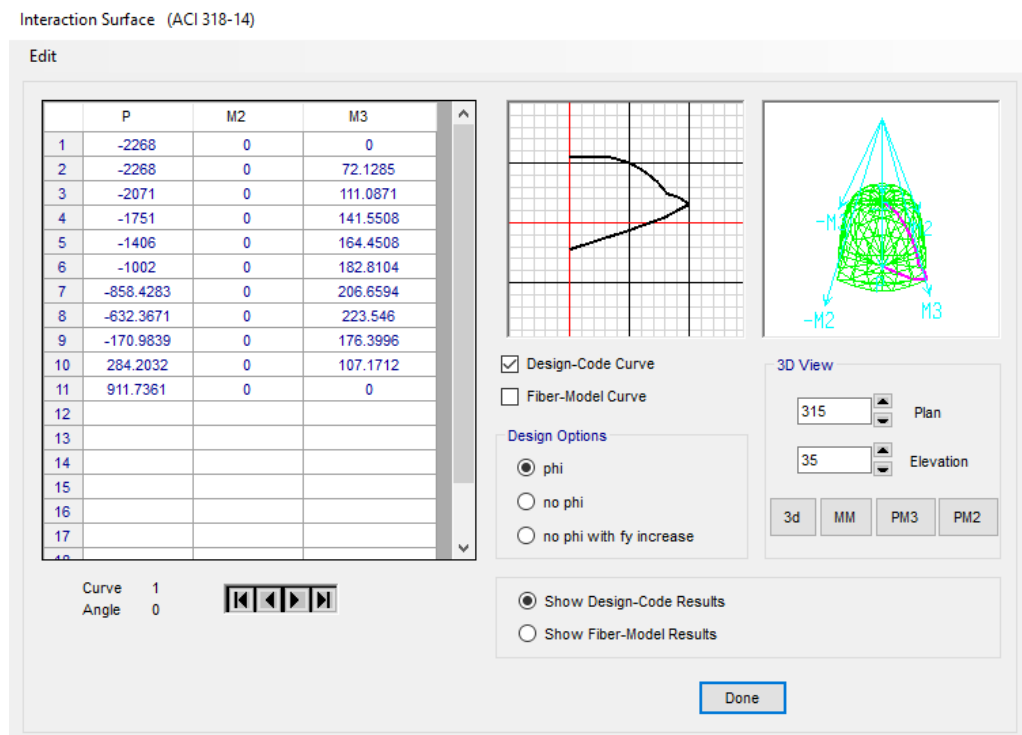 Interaction Surface (ACI 318-14)
Edit
P M2 M3
1 -2268 0 0
2 -2268 0 72.1285
3 -2071 0 111.0871
4 -1751 0 141.5508
5 -1406 0 164.4508
6 -1002 0 182.8104
7 -858.4283 0 206.6594
8 -632.3671 0 223.546
9 -170.9839 0 176.3996
10 284.2032 0 107.1712
11 911.7361 0 0
12
13
14
15
16
17
18
Curve 1
Angle 0
-M2
M3
Design-Code Curve
Fiber-Model Curve
Design Options
phi
no phi
no phi with fy increase
3D View
315 Plan
35 Elevation
3d MM PM3 PM2
Show Design-Code Results
Show Fiber-Model Results
Done